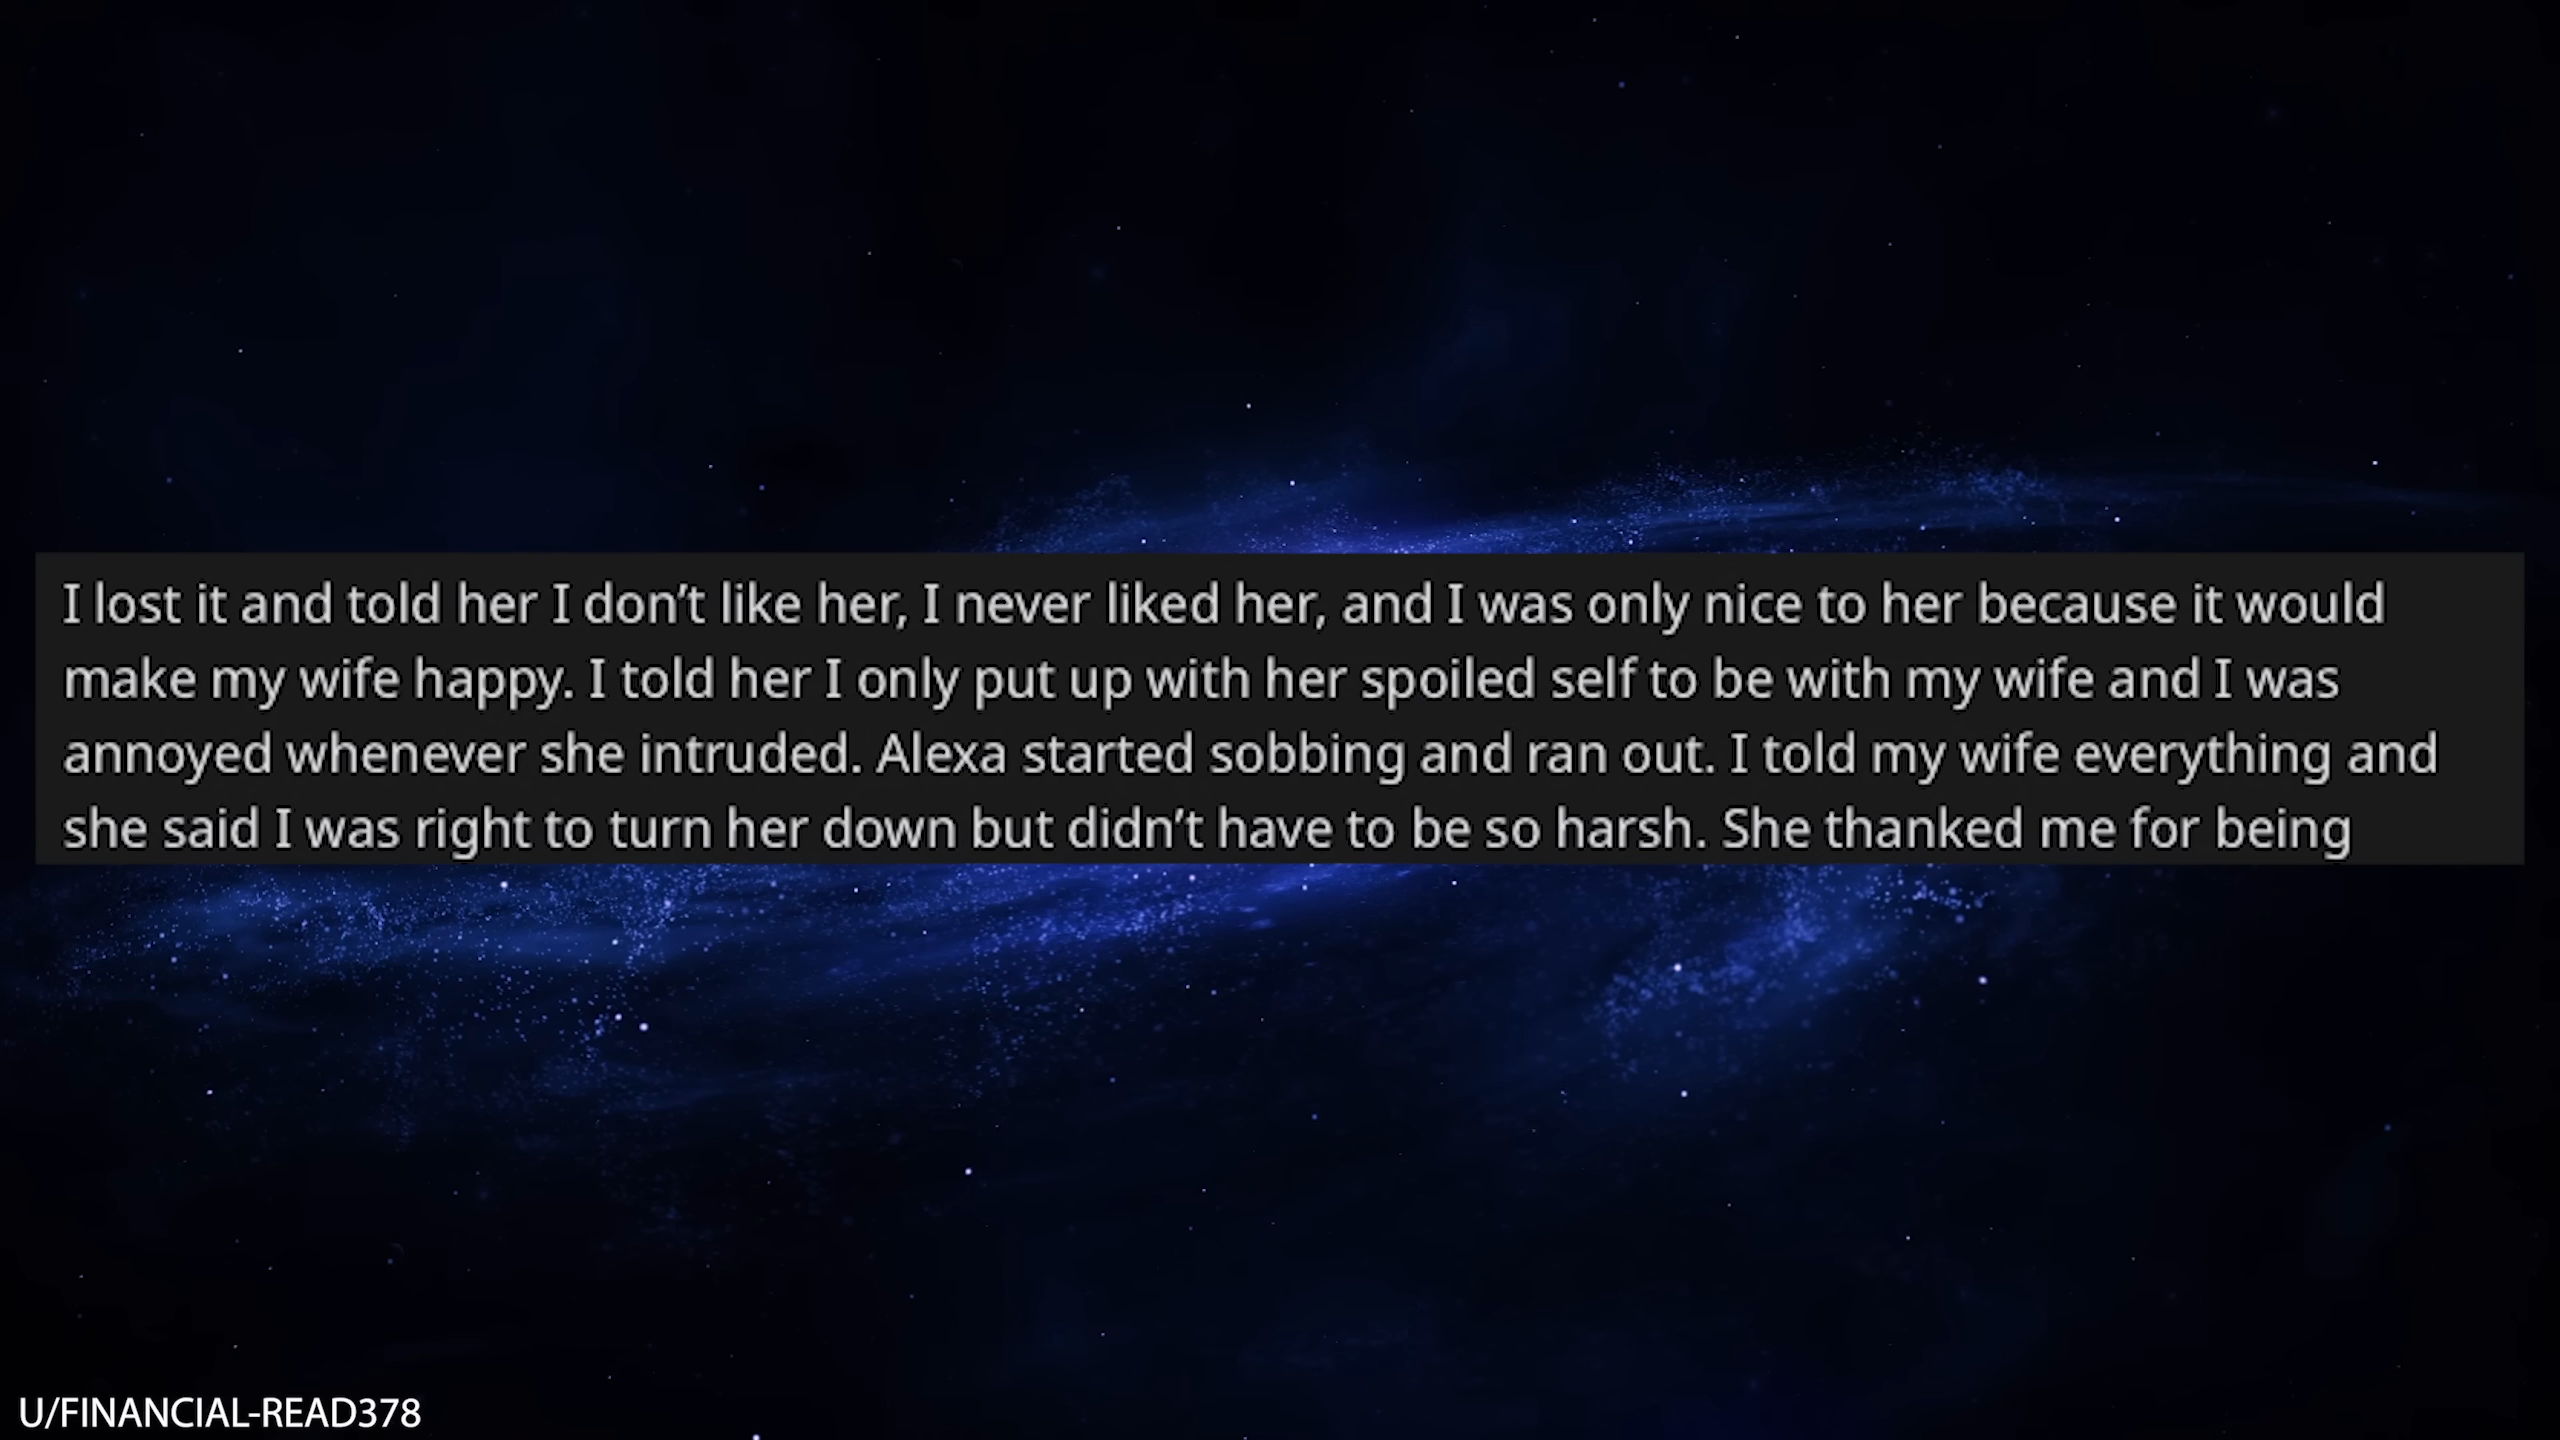 I lost it and told her I don’t like her, I never liked her, and I was only nice to her because it would
make my wife happy. I told her I only put up with her spoiled self to be with my wife and I was
annoyed whenever she intruded. Alexa started sobbing and ran out. I told my wife everything and
she said I was right to turn her down but didn’t have to be so harsh. She thanked me for being
U/FINANCIAL-READ378